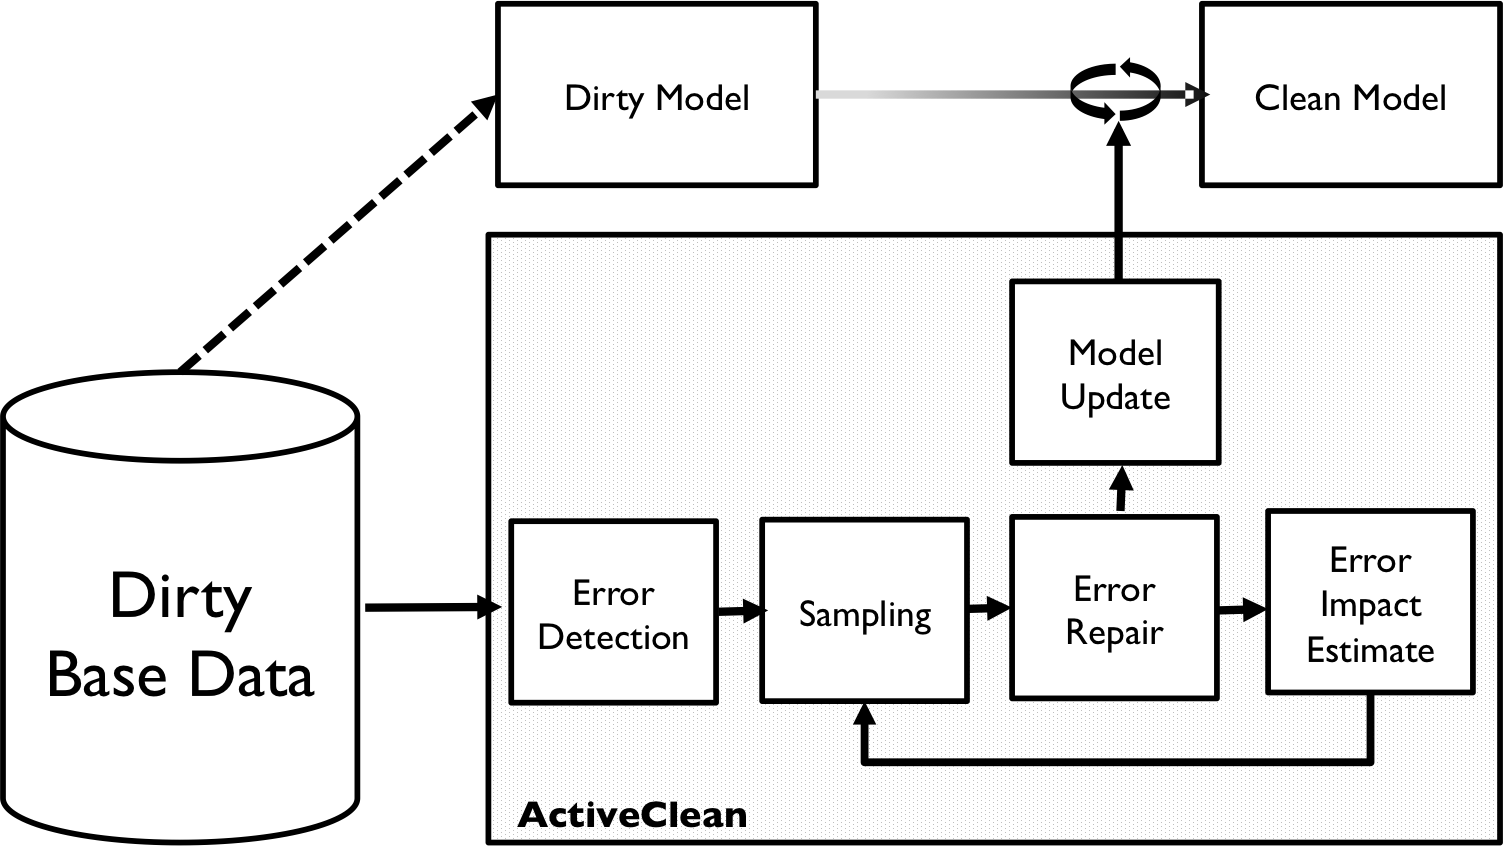 Dirty Model
Clean Model
Model
Update
Dirty
Base Data
Error
Detection
Sampling
Error
Repair
Error
Impact
Estimate
ActiveClean